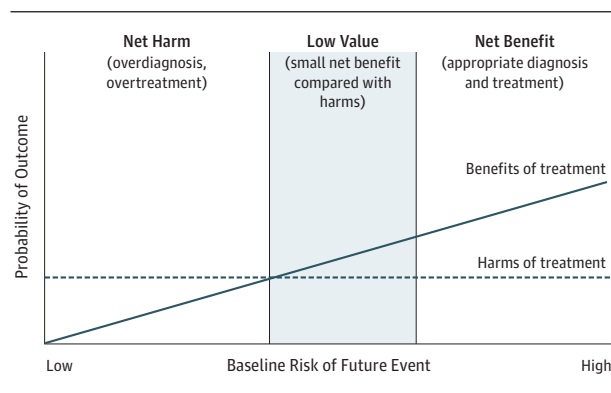 Net Harm
(overdiagnosis,
overtreatment)
Low Value
(small net benefit
compared with
harms)
Net Benefit
(appropriate diagnosis
and treatment)
Probability of Outcome
Benefits of treatment
Harms of treatment
Low
Baseline Risk of Future Event
High